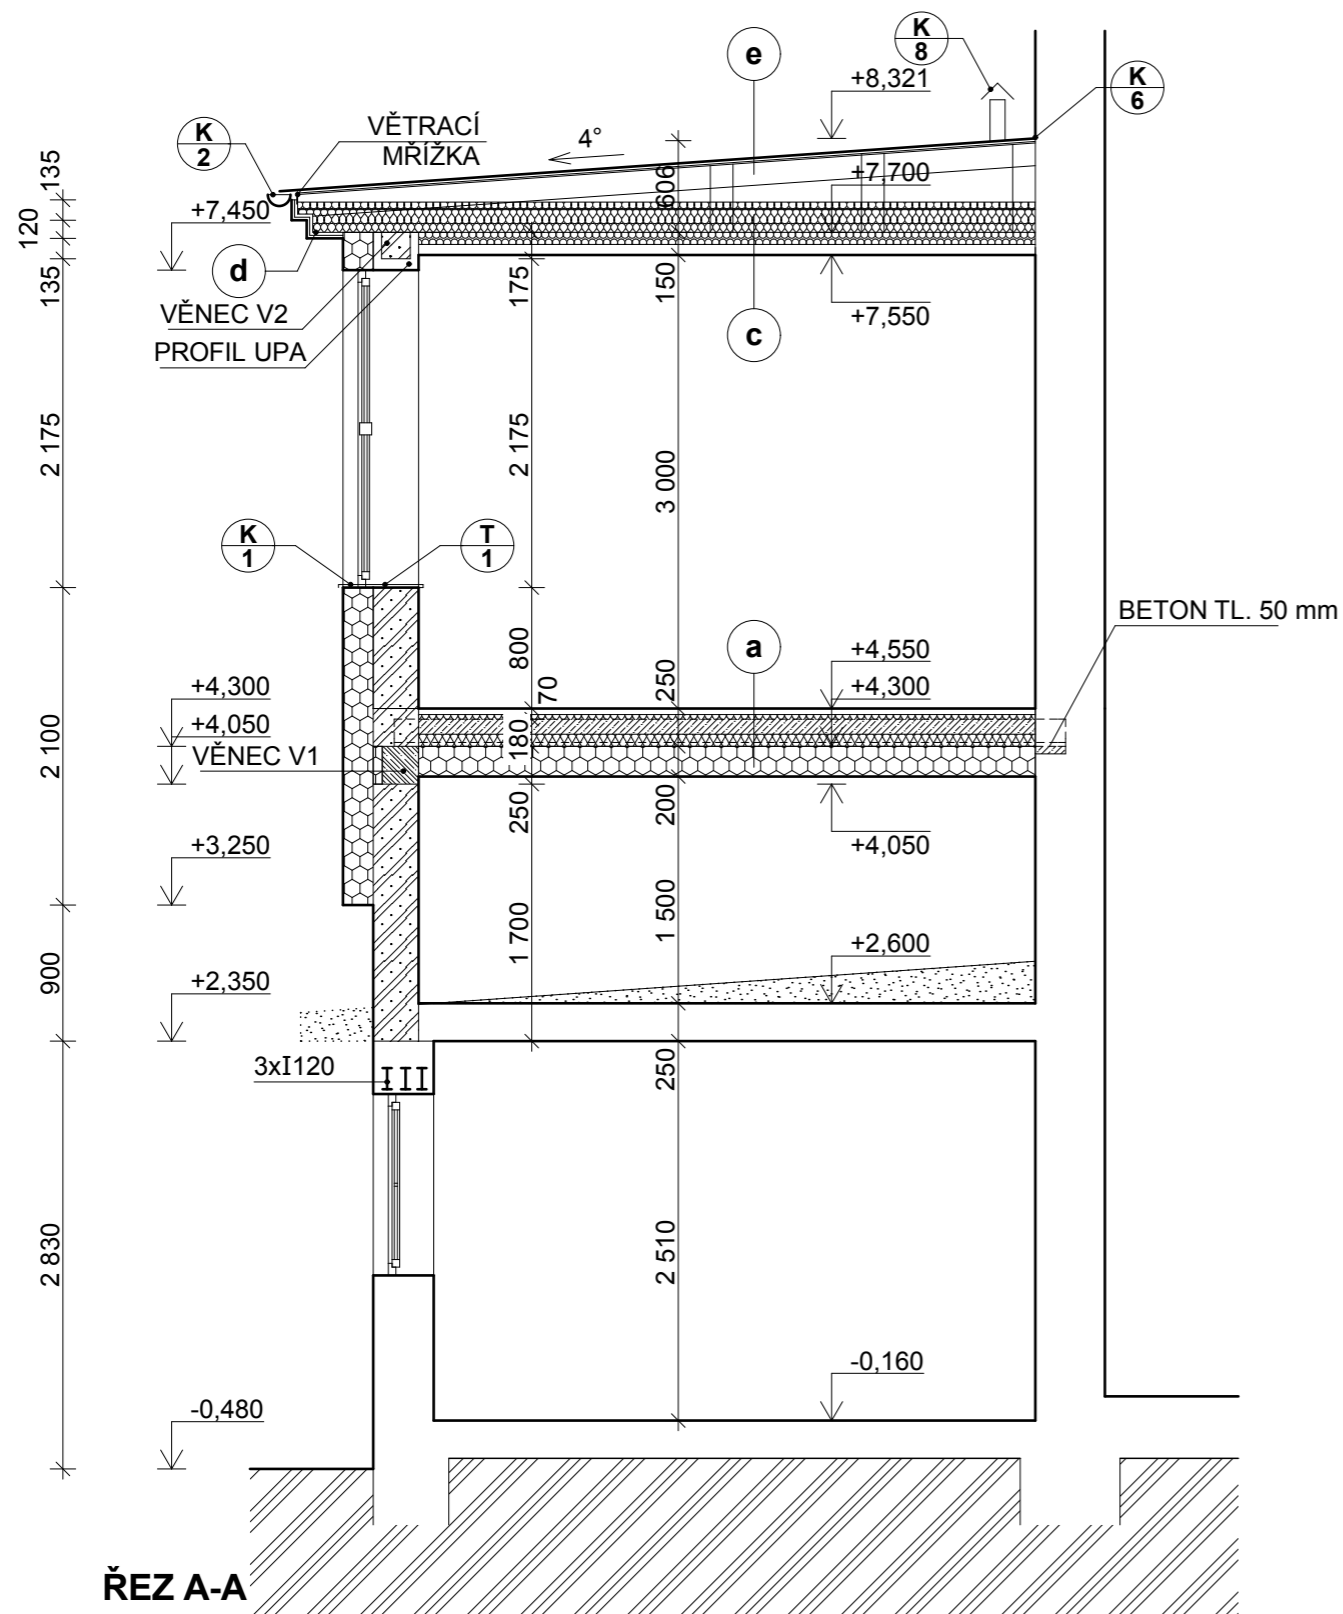 K
8
e
+8,321
K
6
K
2
VĚTRACÍ
MŘÍŽKA
4°
135
606
+7,700
+7,450
120
d
135
175
150
VĚNEC V2
+7,550
c
PROFIL UPA
2 175
2 175
3 000
K
1
T
1
BETON TL. 50 mm
800
a
+4,550
70
250
+4,300
+4,300
+4,050
2 100
180
VĚNEC V1
250
200
+4,050
+3,250
1 700
1 500
+2,600
900
+2,350
3xI120
250
2 830
2 510
-0,160
-0,480
ŘEZ A-A